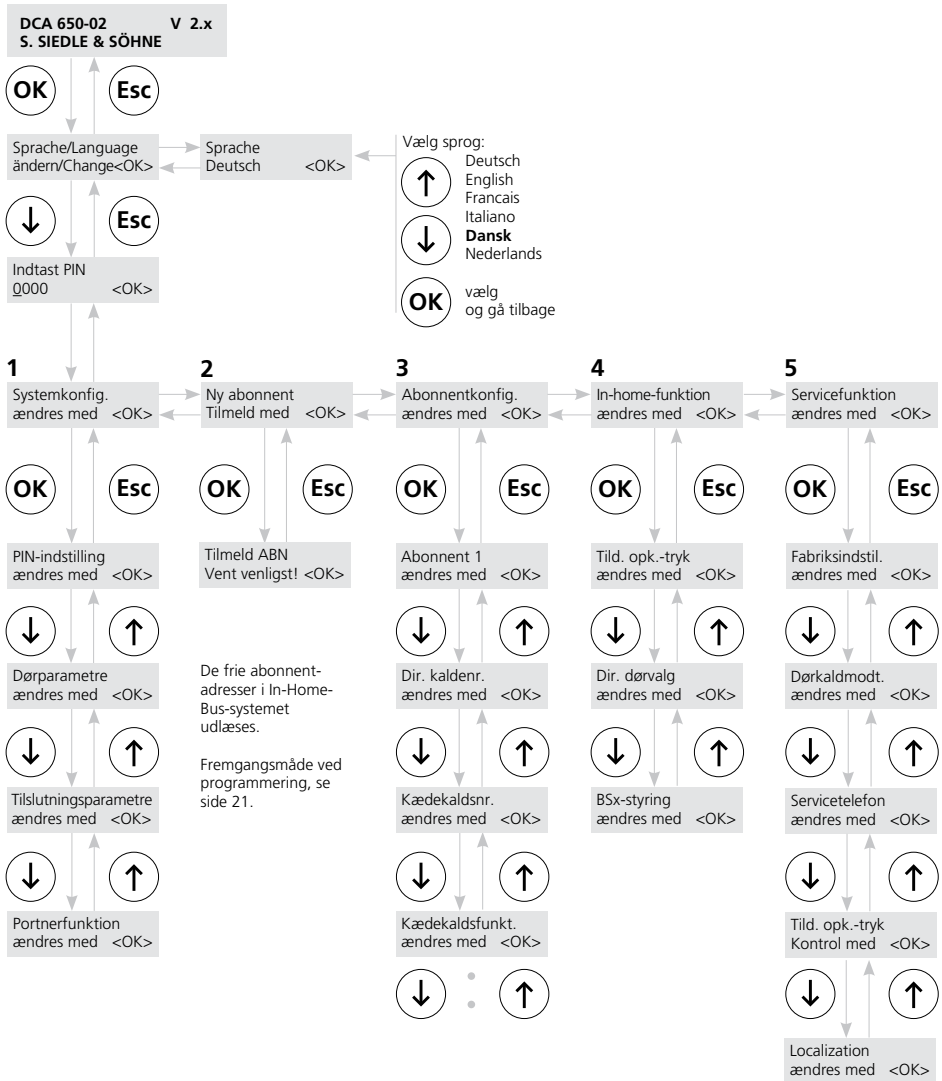 DCA 650-02 V 2.x
S. SIEDLE & SÖHNE
OK Esc
Sprache/Language
ändern/Change<OK>
Sprache
Deutsch <OK>
Vælg sprog:
↑
Deutsch
English
Francais
Italiano
Dansk
Nederlands
↓
OK
vælg
og gå tilbage
↓ Esc
Indtast PIN
0000 <OK>
1
Systemkonfig.
ændres med <OK>
OK Esc
PIN-indstilling
ændres med <OK>
↓ ↑
Dørparametre
ændres med <OK>
↓ ↑
Tilslutningsparametre
ændres med <OK>
↓ ↑
Portnerfunktion
ændres med <OK>
2
Ny abonnent
Tilmeld med <OK>
OK Esc
Tilmeld ABN
Vent venligst! <OK>
De frie abonnent-
adresser i In-Home-
Bus-systemet
udlæses.
Fremgangsmåde ved
programmering, se
side 21.
3
Abonnentkonfig.
ændres med <OK>
OK Esc
Abonnent 1
ændres med <OK>
↓ ↑
Dir. kaldenr.
ændres med <OK>
↓ ↑
Kædekaldsnr.
ændres med <OK>
↓ ↑
Kædekaldsfunkt.
ændres med <OK>
↓ ↑
4
In-home-funktion
ændres med <OK>
OK Esc
Tild. opk.-tryk
ændres med <OK>
↓ ↑
Dir. dørvalg
ændres med <OK>
↓ ↑
BSx-styring
ændres med <OK>
5
Servicefunktion
ændres med <OK>
OK Esc
Fabriksindstil.
ændres med <OK>
↓ ↑
Dørkaldmodt.
ændres med <OK>
↓ ↑
Servicetelefon
ændres med <OK>
↓ ↑
Tild. opk.-tryk
Kontrol med <OK>
↓ ↑
Localization
ændres med <OK>